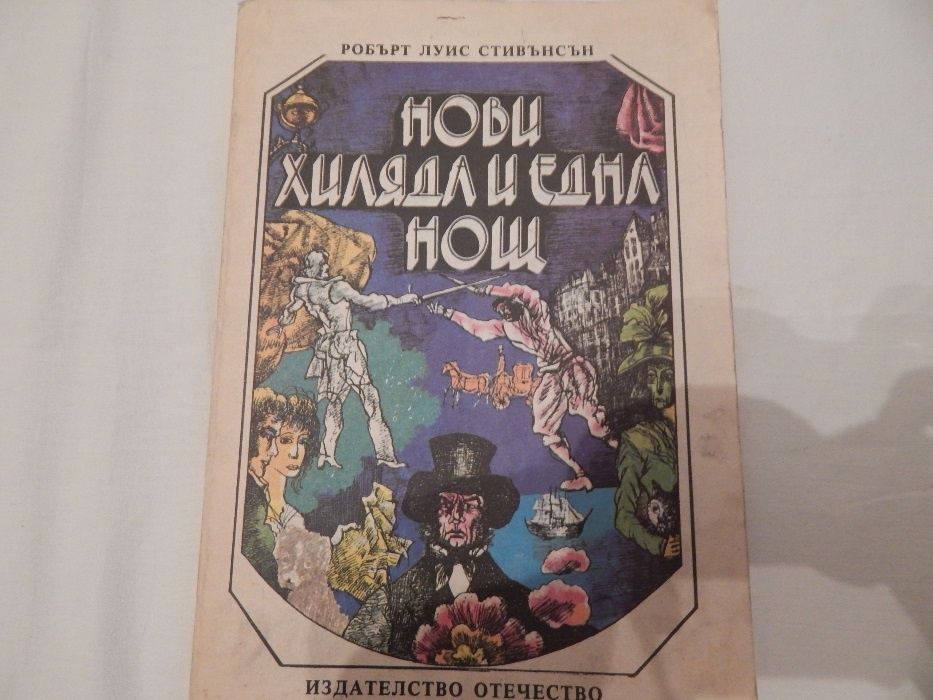 РОБЪРТ ЛУИС СТИВЪНСЪН
НОВИ
ХИЛЯДА И ЕДНА
НОЩ
ИЗДАТЕЛСТВО ОТЕЧЕСТВО